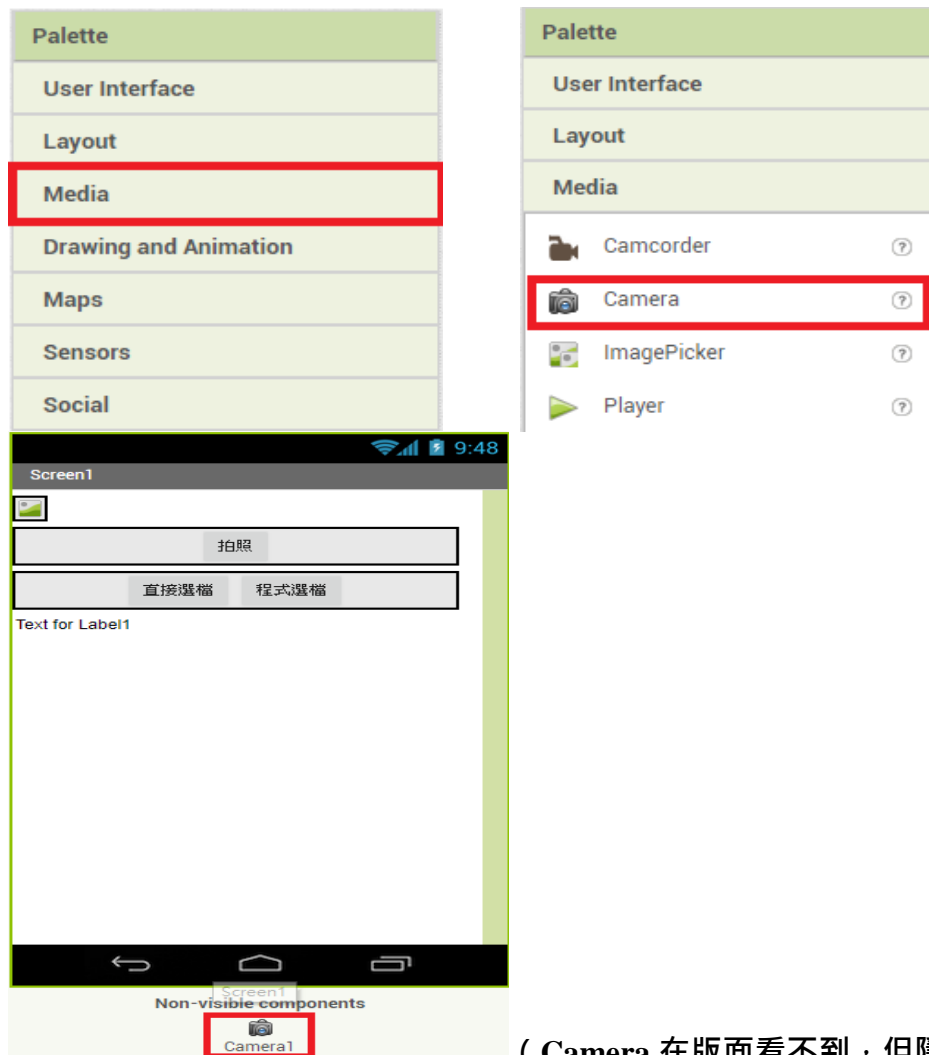 Palette
User Interface
Layout
Media
Drawing and Animation
Maps
Sensors
Social
Palette
User Interface
Layout
Media
Camcorder ?
Camera ?
ImagePicker ?
Player ?
9:48
Screen1
拍照
直接選檔 程式選檔
Text for Label1
Screen1
Non-visible components
Camera1
（Camera 在版面看不到，但